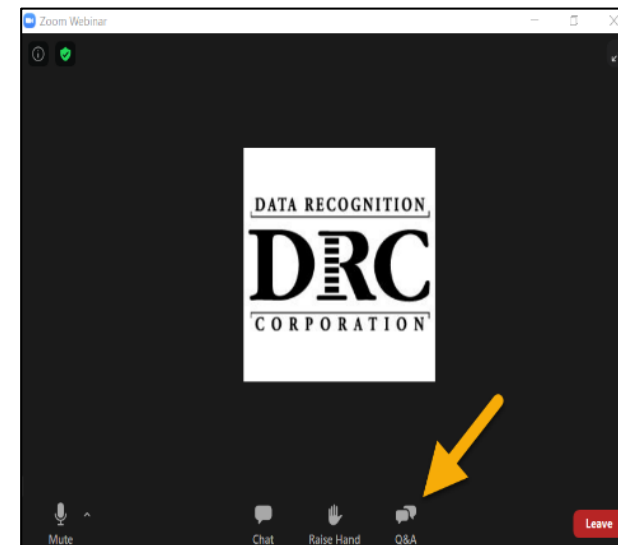 Zoom Webinar
DATA RECOGNITION
DRC
CORPORATION
Mute
Chat
Raise Hand
Q&A
Leave